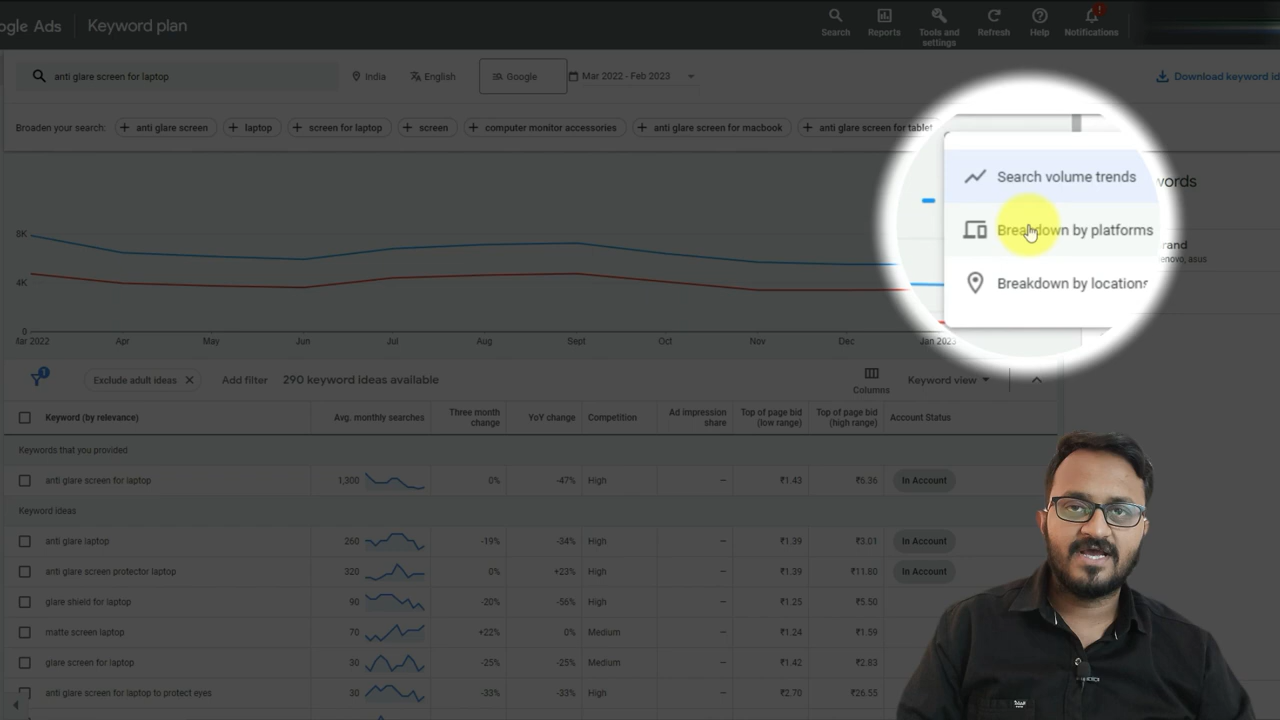 ogle Ads
Keyword plan
Search
Reports
Tools and
settings
Refresh
Help
!
Notifications
anti glare screen for laptop
India
English
Google
Mar 2022 - Feb 2023
Download keyword id
Broaden your search:
anti glare screen
laptop
screen for laptop
screen
computer monitor accessories
anti glare screen for macbook
anti glare screen for tablet
Search volume trends
Breakdown by platforms
Breakdown by locations
words
rand
enovo, asus
8K
4K
0
Mar 2022
Apr
May
Jun
Jul
Aug
Sept
Oct
Nov
Dec
Jan 2023
1
Exclude adult ideas
Add filter
290 keyword ideas available
Columns
Keyword view
Keyword (by relevance)
Avg. monthly searches
Three month
change
YoY change
Competition
Ad impression
share
Top of page bid
(low range)
Top of page bid
(high range)
Account Status
Keywords that you provided
anti glare screen for laptop 1,300 0% -47% High – ₹1.43 ₹6.36 In Account
Keyword ideas
anti glare laptop 260 -19% -34% High – ₹1.39 ₹3.01 In Account
anti glare screen protector laptop 320 0% +23% High – ₹1.39 ₹11.80 In Account
glare shield for laptop 90 -20% -56% High – ₹1.25 ₹5.50
matte screen laptop 70 +22% 0% Medium – ₹1.24 ₹1.59
glare screen for laptop 30 -25% -25% Medium – ₹1.42 ₹2.83
anti glare screen for laptop to protect eyes 30 -33% -33% High – ₹2.70 ₹26.55